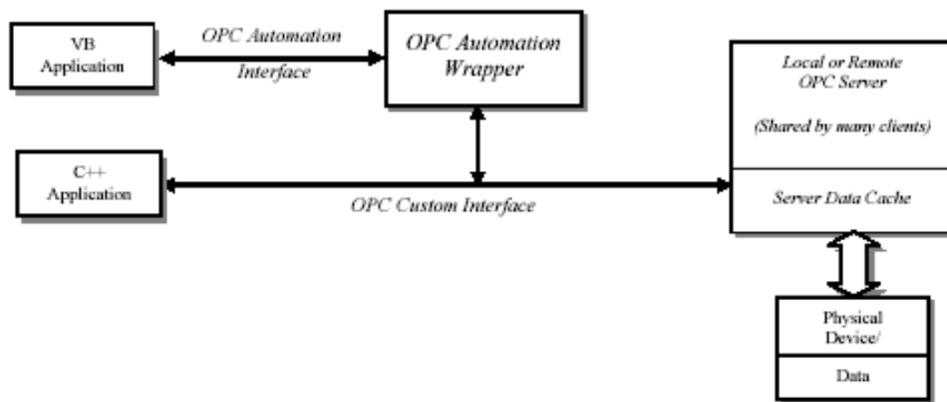 VB
Application
OPC Automation
Interface
OPC Automation
Wrapper
Local or Remote
OPC Server
(Shared by many clients)
C++
Application
OPC Custom Interface
Server Data Cache
Physical
Device/
Data